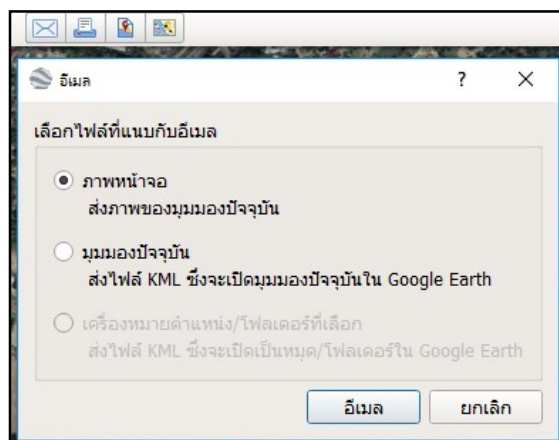 อีเมล
?
เลือกไฟล์ที่แนบกับอีเมล
ภาพหน้าจอ
ส่งภาพของมุมมองปัจจุบัน
มุมมองปัจจุบัน
ส่งไฟล์ KML ซึ่งจะเปิดมุมมองปัจจุบันใน Google Earth
เครื่องหมายตำแหน่ง/โฟลเดอร์ที่เลือก
ส่งไฟล์ KML ซึ่งจะเปิดเป็นหมุด/โฟลเดอร์ใน Google Earth
อีเมล ยกเลิก